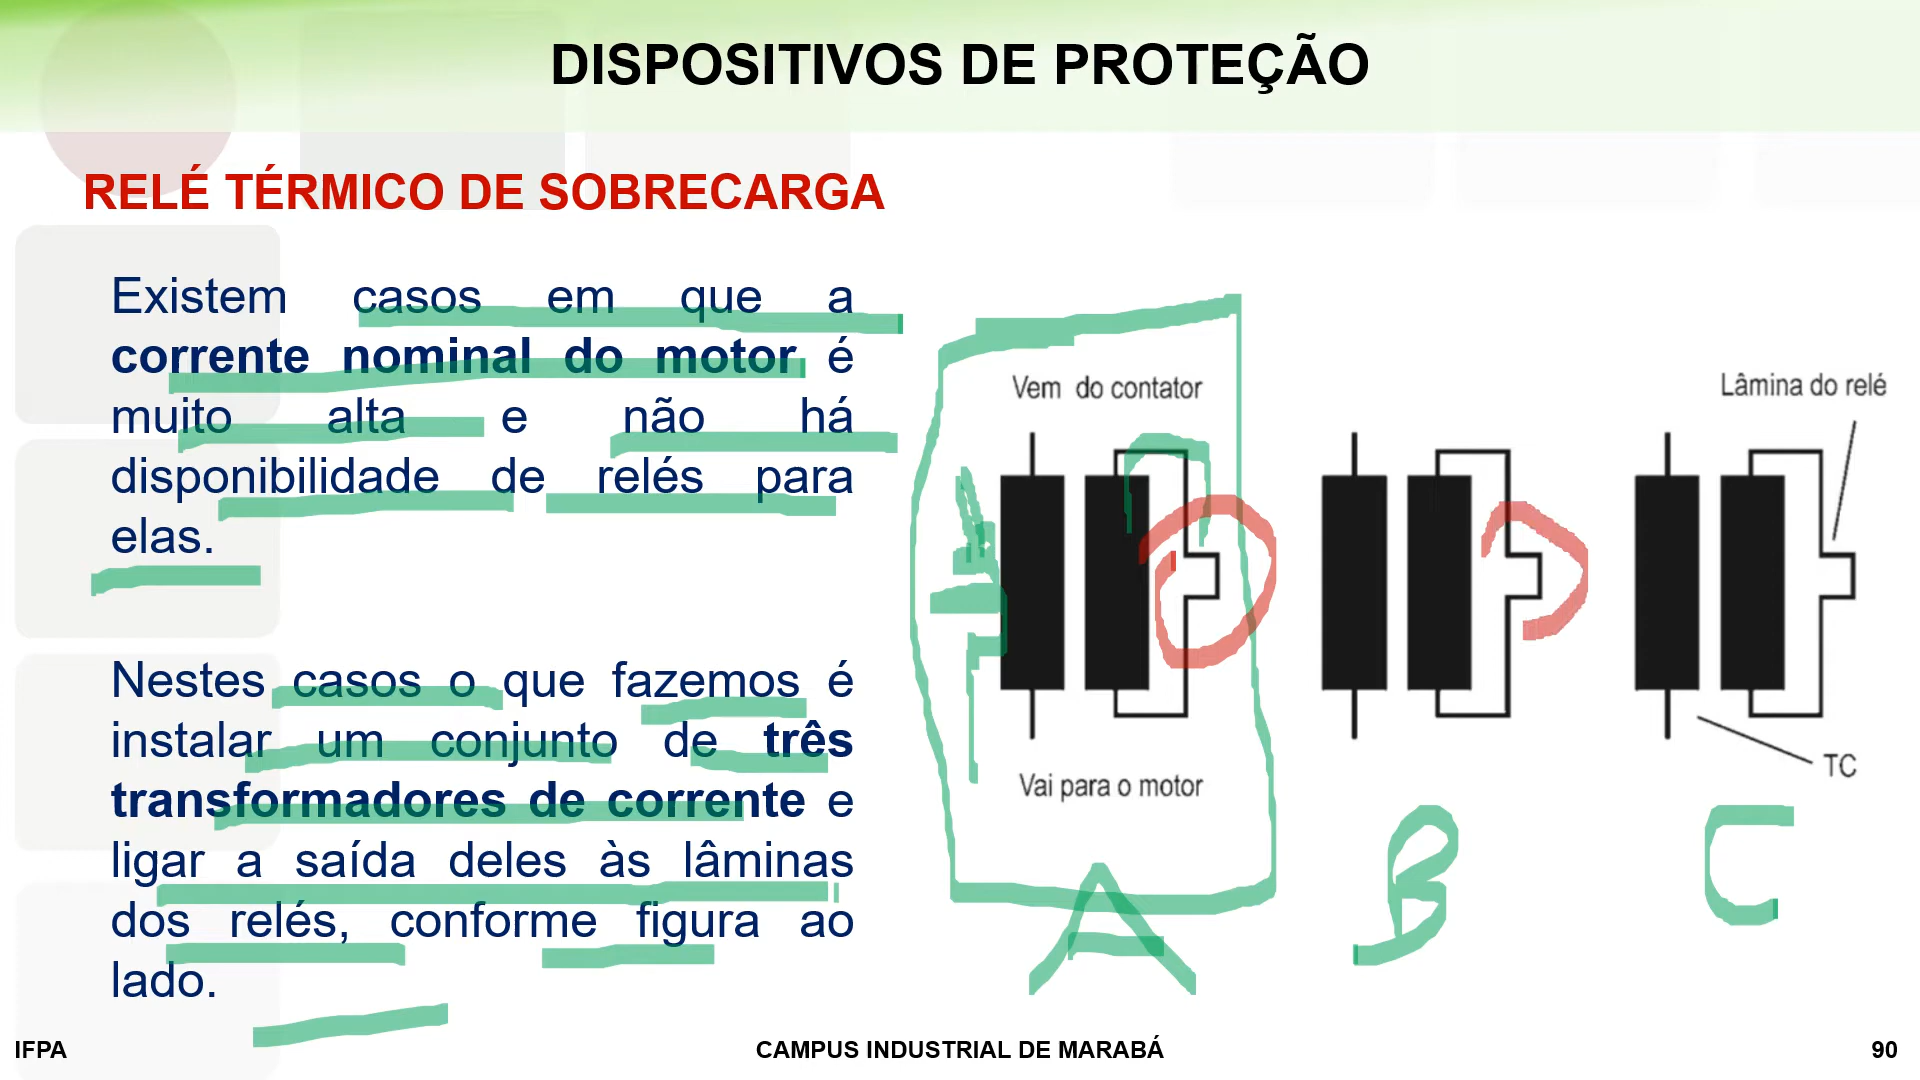 DISPOSITIVOS DE PROTEÇÃO
RELÉ TÉRMICO DE SOBRECARGA
Existem casos em que a
corrente nominal do motor é
muito alta e não há
disponibilidade de relés para
elas.
Nestes casos o que fazemos é
instalar um conjunto de três
transformadores de corrente e
ligar a saída deles às lâminas
dos relés, conforme figura ao
lado.
Vem do contator
Lâmina do relé
TC
Vai para o motor
A
B
C
IFPA
CAMPUS INDUSTRIAL DE MARABÁ
90